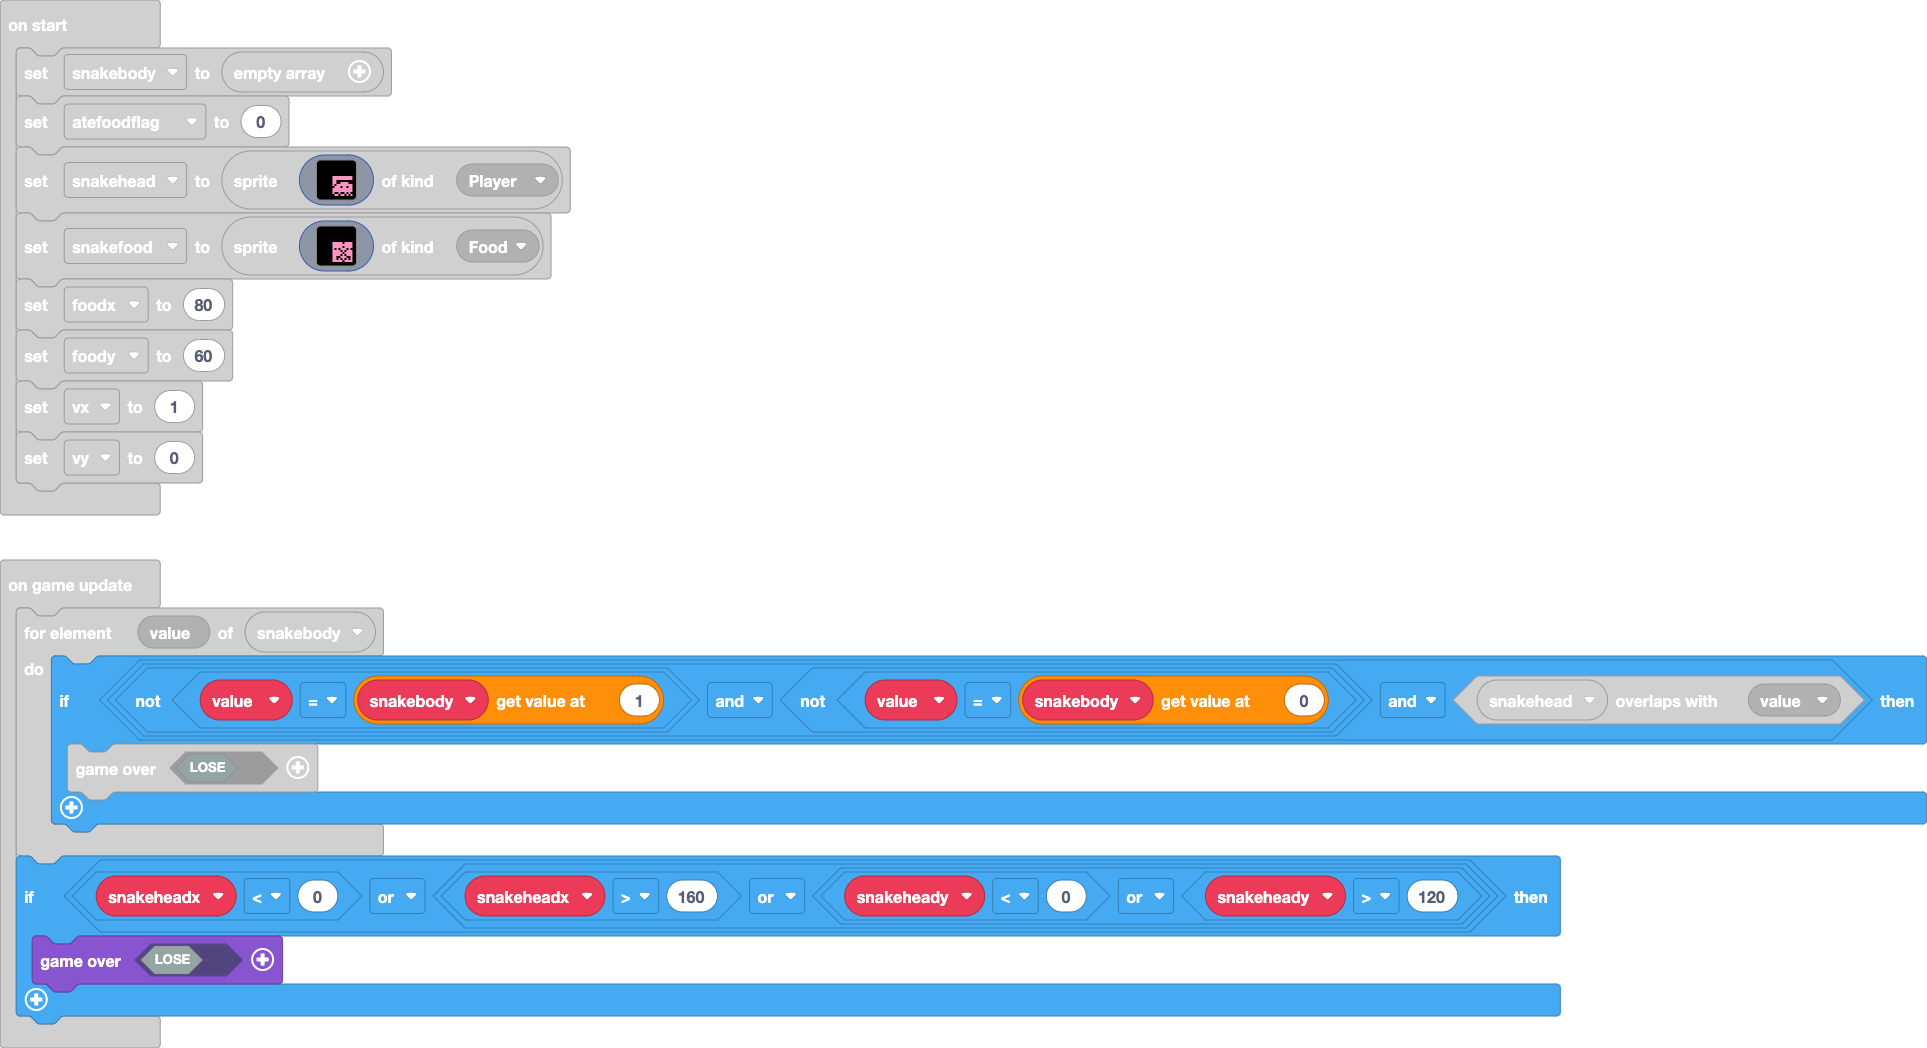 on start
set snakebody to empty array
set atefoodflag to 0
set snakehead to sprite of kind Player
set snakefood to sprite of kind Food
set foodx to 80
set foody to 60
set vx to 1
set vy to 0
on game update
for element value of snakebody
do
if not value = snakebody get value at 1 and not value = snakebody get value at 0 and snakehead overlaps with value then
game over LOSE
if snakeheadx < 0 or snakeheadx > 160 or snakeheady < 0 or snakeheady > 120 then
game over LOSE